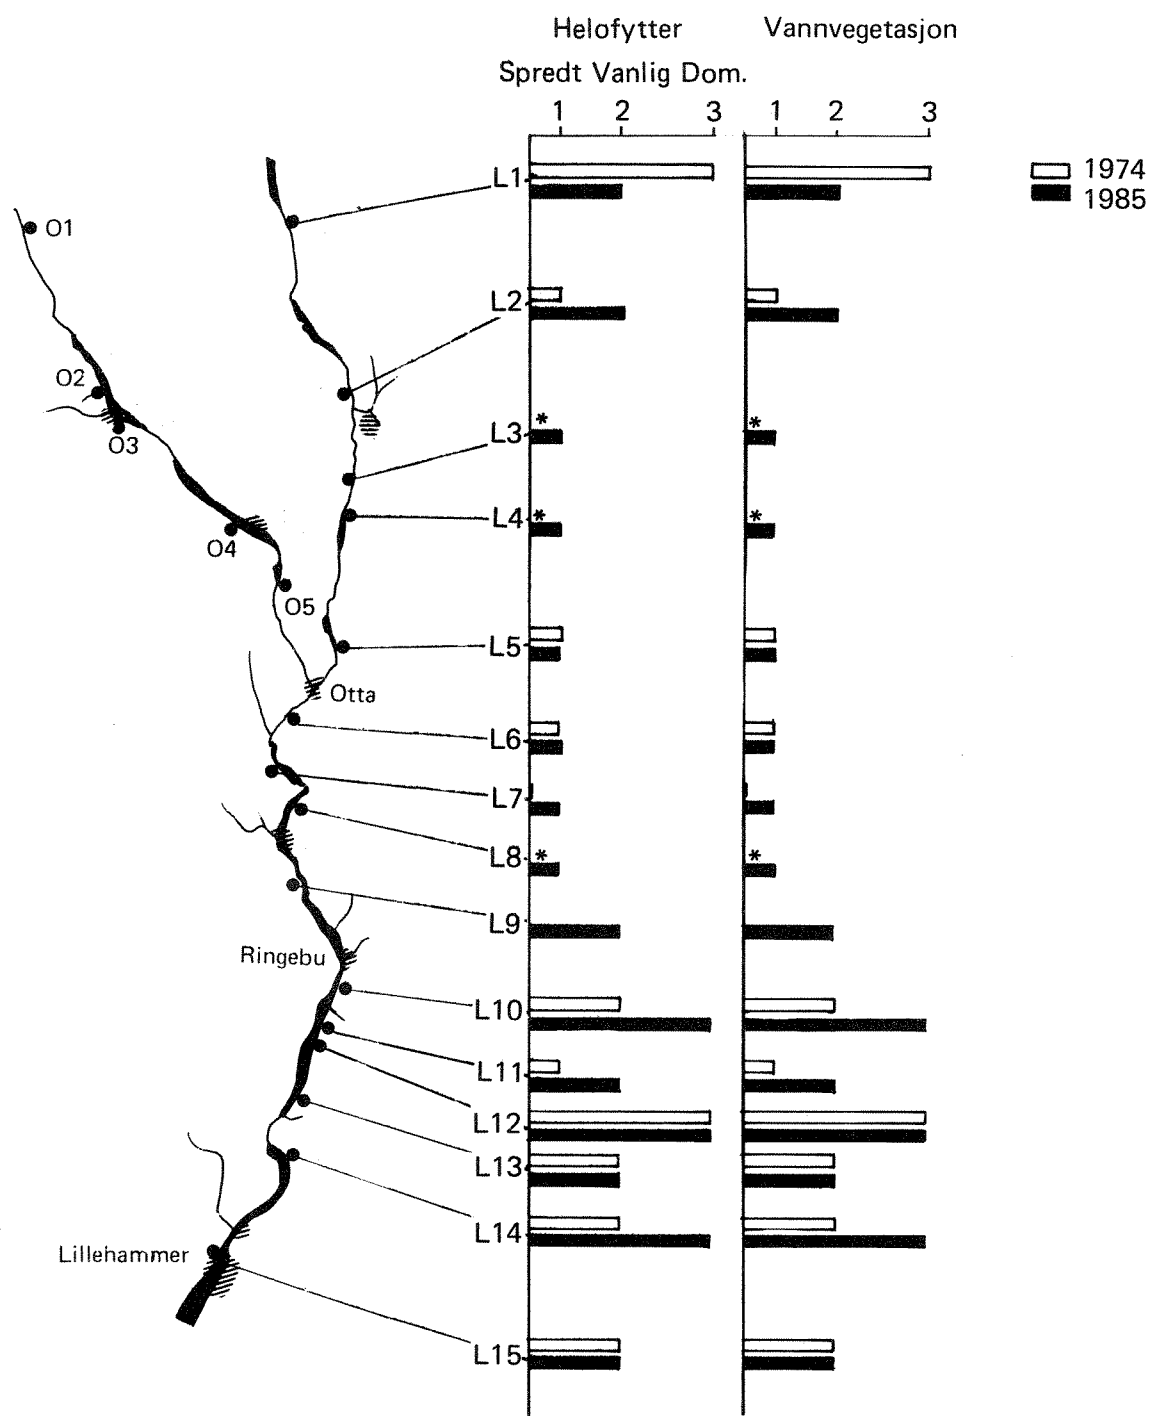 Helofytter Vannvegetasjon
Spredt Vanlig Dom.
1 2 3 1 2 3
1974
1985
L1
O1
L2
O2
* *
L3
O3
* *
L4
O4
O5
L5
Otta
L6
L7
* *
L8
L9
Ringebu
L10
L11
L12
L13
L14
Lillehammer
L15